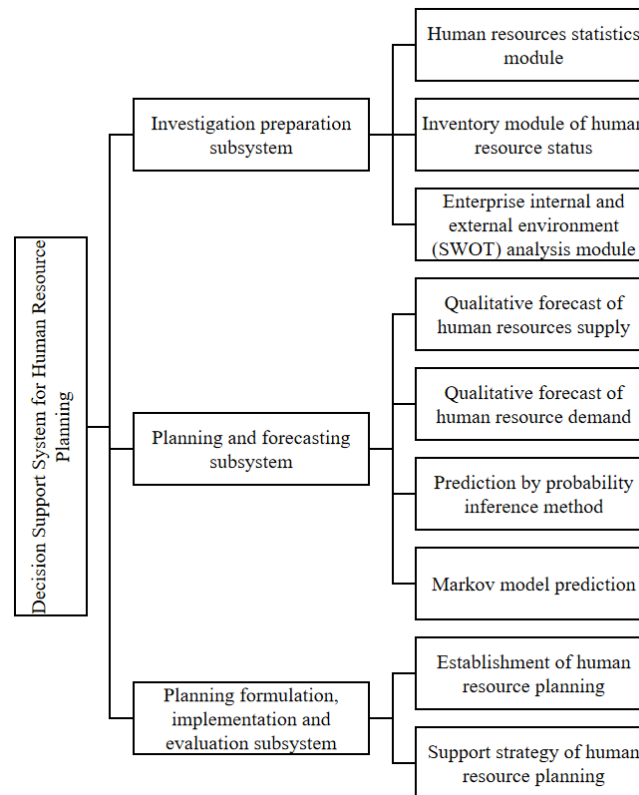 Decision Support System for Human Resource
Planning
Investigation preparation
subsystem
Human resources statistics
module
Inventory module of human
resource status
Enterprise internal and
external environment
(SWOT) analysis module
Planning and forecasting
subsystem
Qualitative forecast of
human resources supply
Qualitative forecast of
human resource demand
Prediction by probability
inference method
Markov model prediction
Planning formulation,
implementation and
evaluation subsystem
Establishment of human
resource planning
Support strategy of human
resource planning